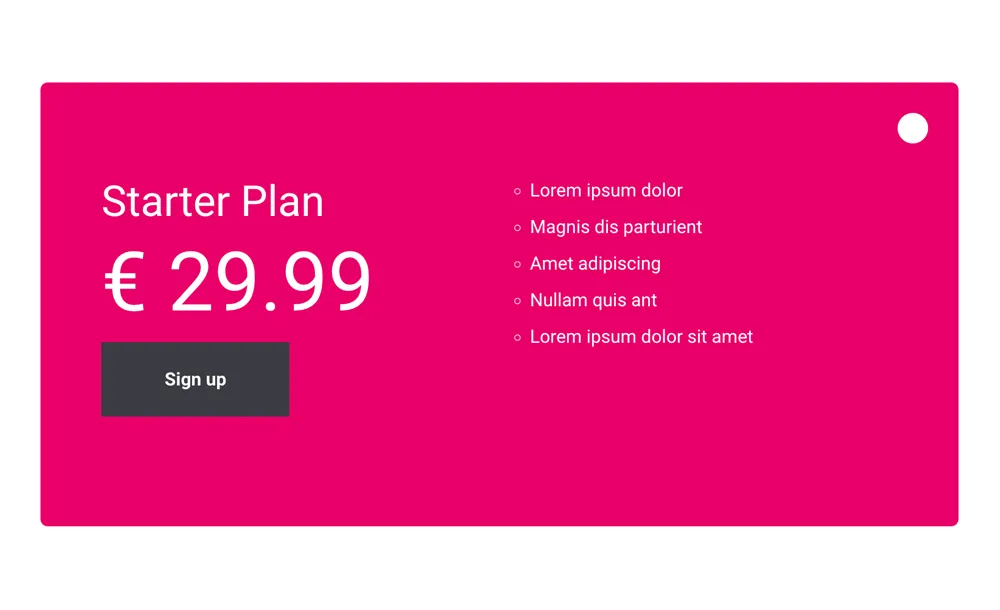 Starter Plan
€ 29.99
Sign up
Lorem ipsum dolor
Magnis dis parturient
Amet adipiscing
Nullam quis ant
Lorem ipsum dolor sit amet